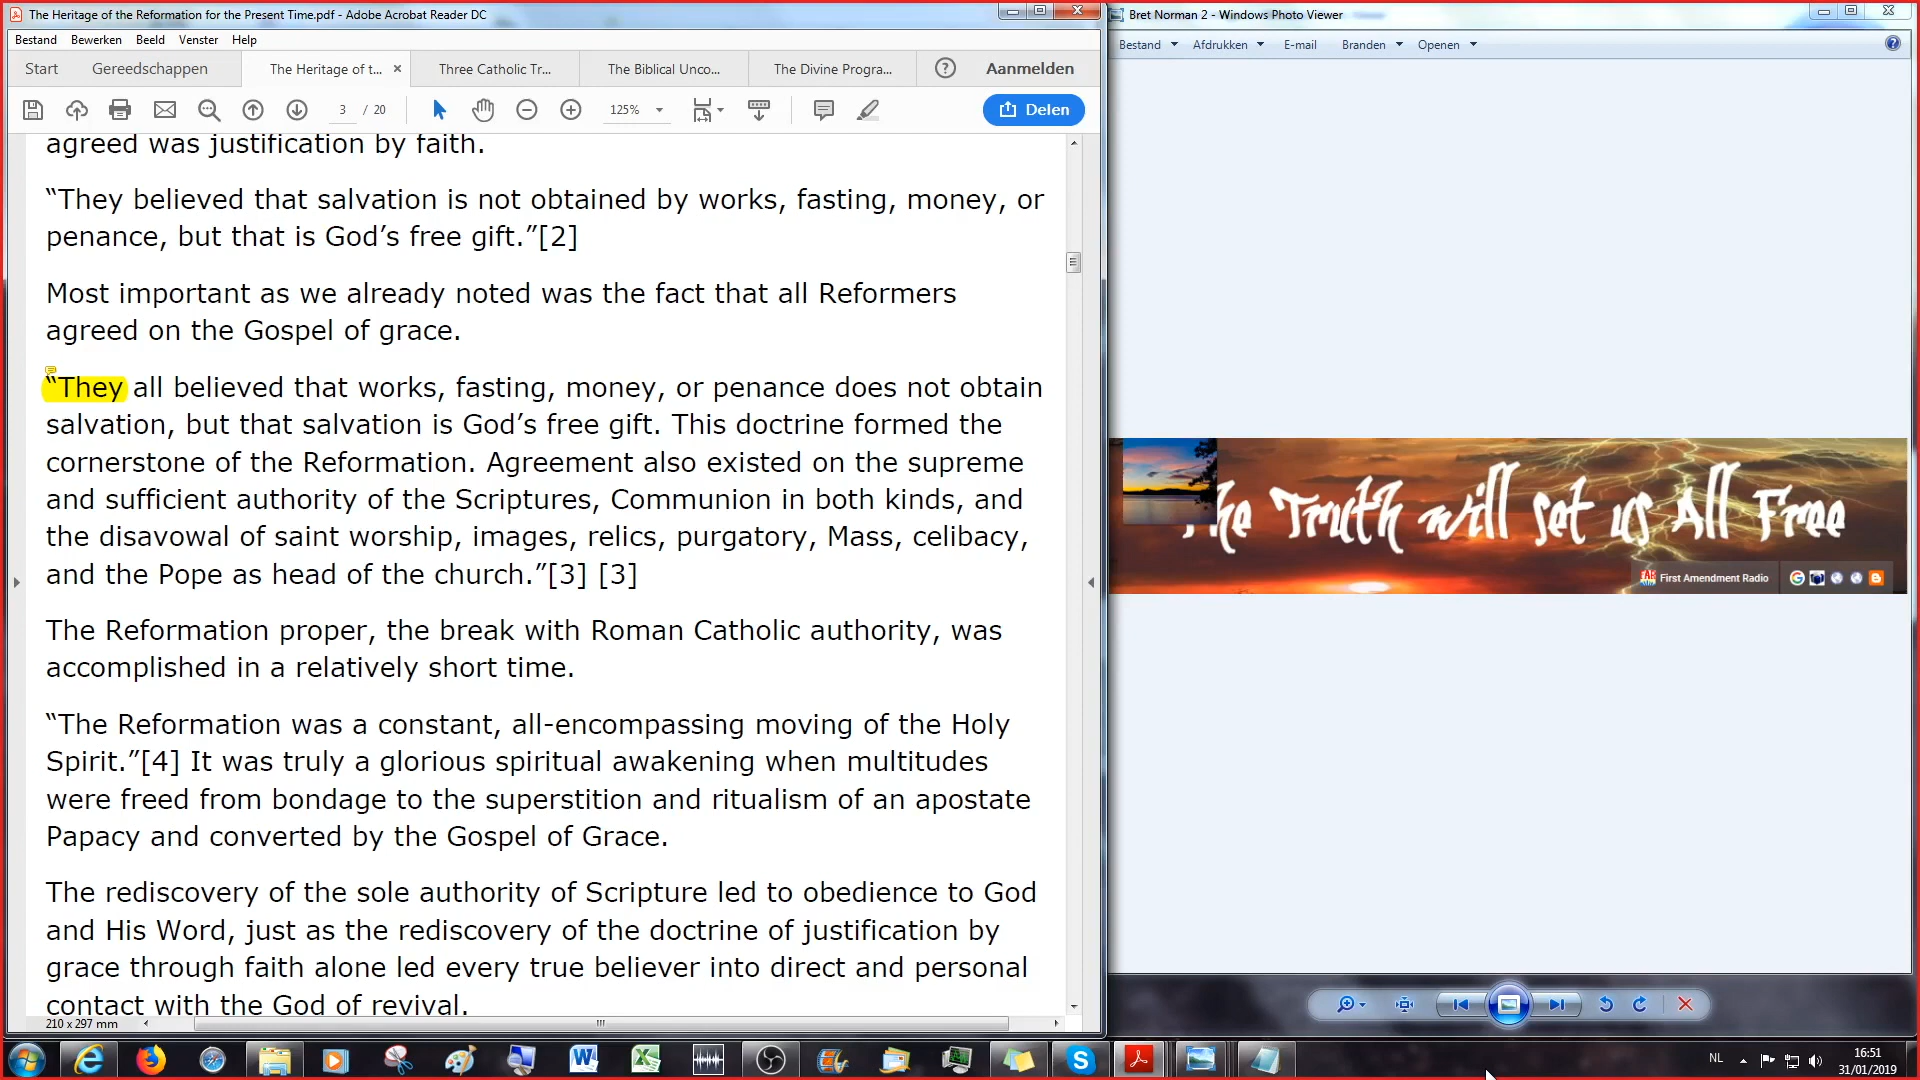 The Heritage of the Reformation for the Present Time.pdf - Adobe Acrobat Reader DC
Bestand Bewerken Beeld Venster Help
Start Gereedschappen The Heritage of t... Three Catholic Tr... The Biblical Unco... The Divine Progra... Aanmelden
3 / 20 125% Delen
agreed was justification by faith.
“They believed that salvation is not obtained by works, fasting, money, or
penance, but that is God’s free gift.”[2]
Most important as we already noted was the fact that all Reformers
agreed on the Gospel of grace.
“They all believed that works, fasting, money, or penance does not obtain
salvation, but that salvation is God’s free gift. This doctrine formed the
cornerstone of the Reformation. Agreement also existed on the supreme
and sufficient authority of the Scriptures, Communion in both kinds, and
the disavowal of saint worship, images, relics, purgatory, Mass, celibacy,
and the Pope as head of the church.”[3] [3]
The Reformation proper, the break with Roman Catholic authority, was
accomplished in a relatively short time.
“The Reformation was a constant, all-encompassing moving of the Holy
Spirit.”[4] It was truly a glorious spiritual awakening when multitudes
were freed from bondage to the superstition and ritualism of an apostate
Papacy and converted by the Gospel of Grace.
The rediscovery of the sole authority of Scripture led to obedience to God
and His Word, just as the rediscovery of the doctrine of justification by
grace through faith alone led every true believer into direct and personal
contact with the God of revival.
210 x 297 mm
Bret Norman 2 - Windows Photo Viewer
Bestand Afdrukken E-mail Branden Openen
he Truth will set us All Free
First Amendment Radio
NL
16:51
31/01/2019